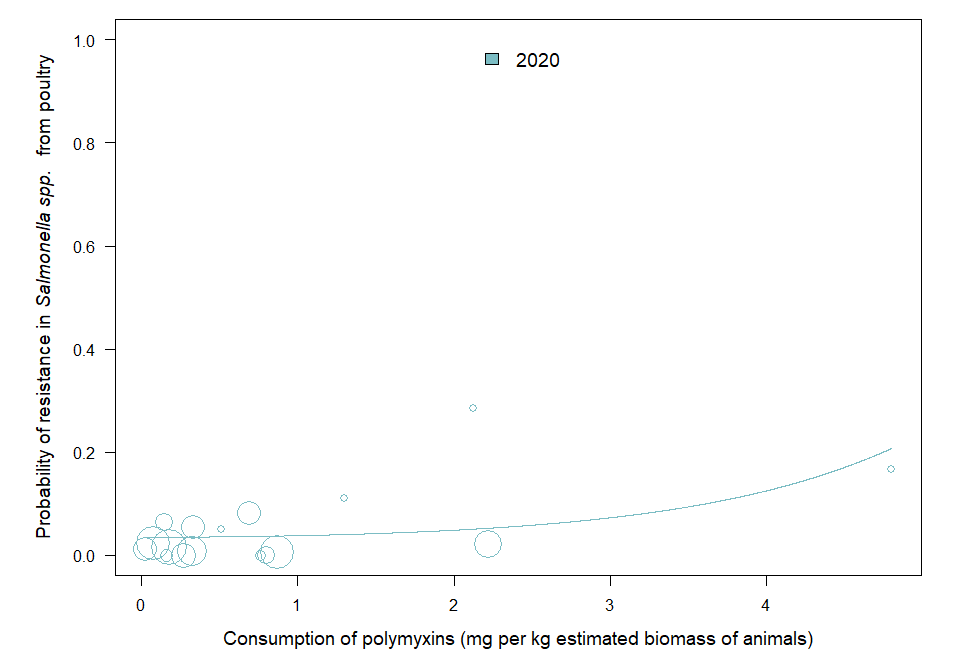 1.0
0.8
0.6
0.4
0.2
0.0
Probability of resistance in Salmonella spp. from poultry
2020
0 1 2 3 4
Consumption of polymyxins (mg per kg estimated biomass of animals)